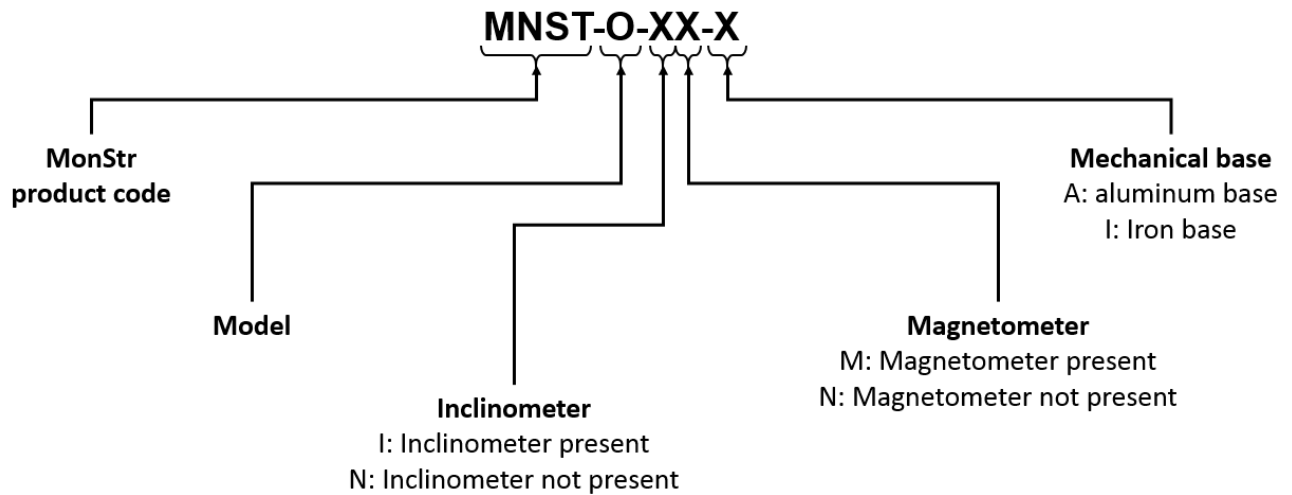 MNST-O-XX-X
MonStr
product code
Mechanical base
A: aluminum base
I: Iron base
Model
Magnetometer
M: Magnetometer present
N: Magnetometer not present
Inclinometer
I: Inclinometer present
N: Inclinometer not present